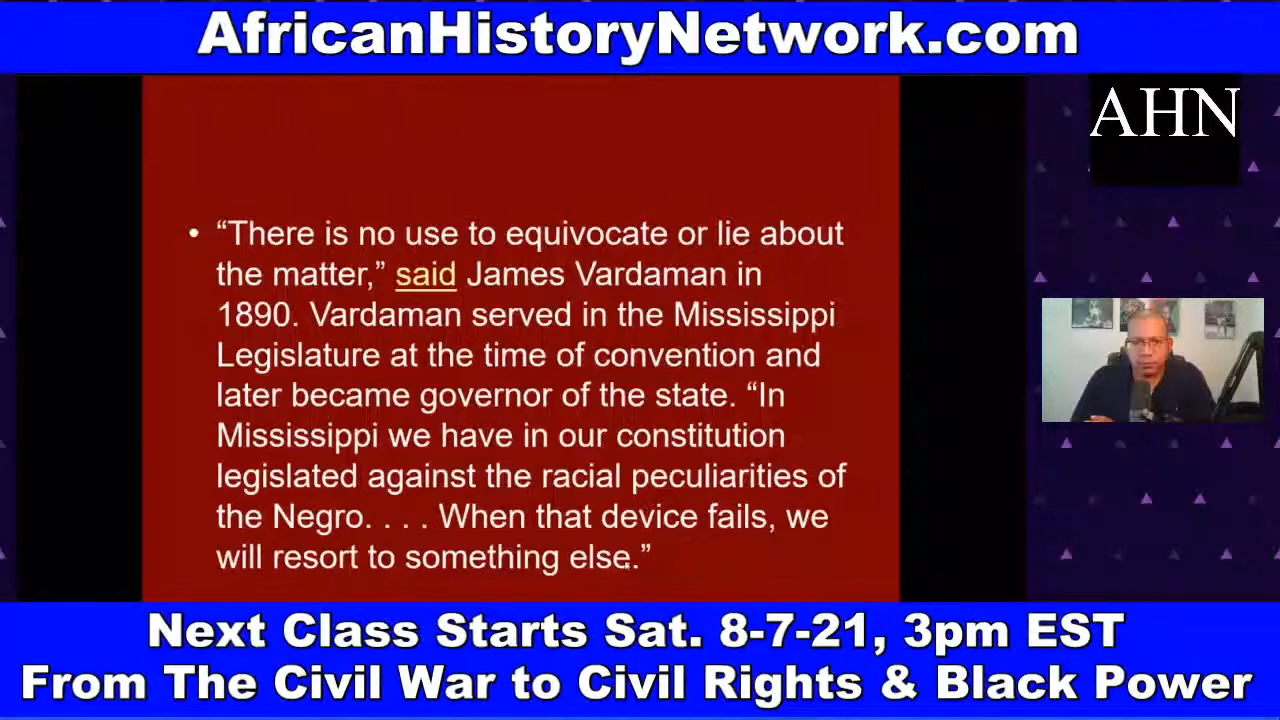 AfricanHistoryNetwork.com
AHN
• “There is no use to equivocate or lie about
the matter,” said James Vardaman in
1890. Vardaman served in the Mississippi
Legislature at the time of convention and
later became governor of the state. “In
Mississippi we have in our constitution
legislated against the racial peculiarities of
the Negro. . . . When that device fails, we
will resort to something else.”
Next Class Starts Sat. 8-7-21, 3pm EST
From The Civil War to Civil Rights & Black Power